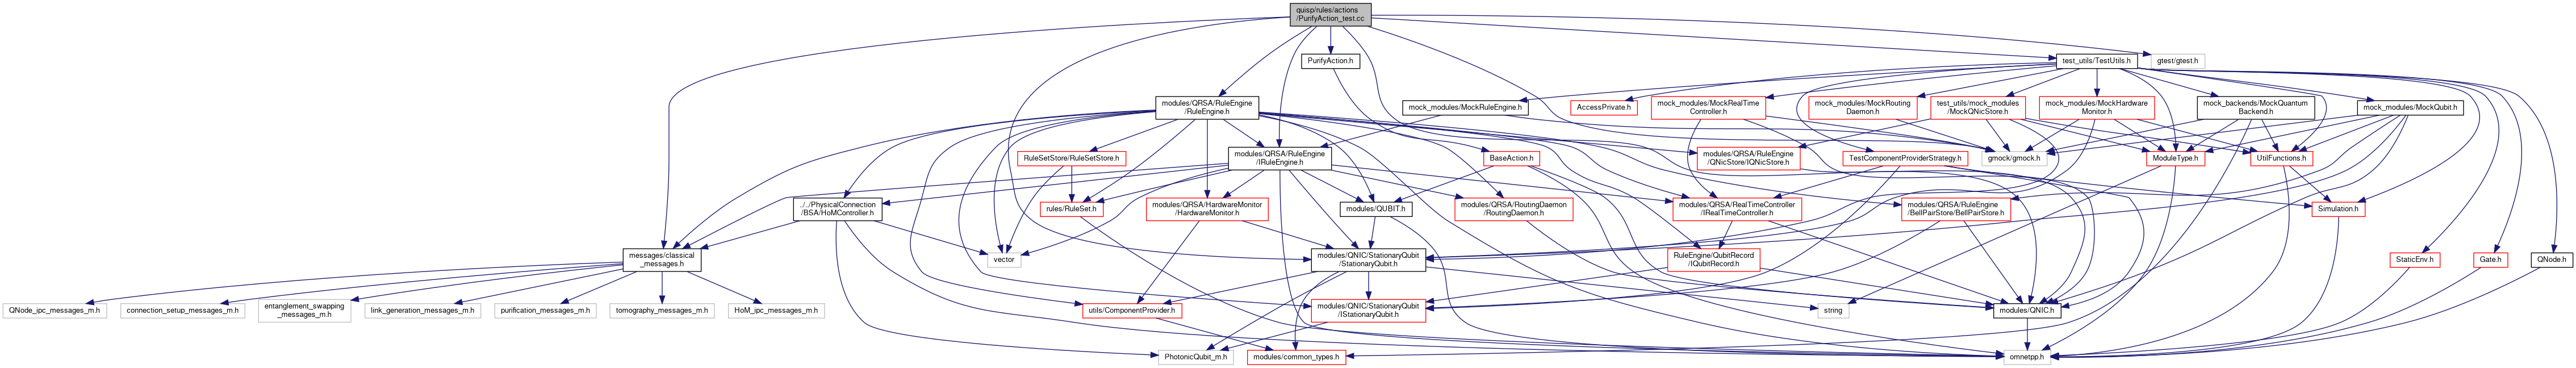 quisp/rules/actions
/PurifyAction_test.cc
PurifyAction.h
test_utils/TestUtils.h
gtest/gtest.h
modules/QRSA/RuleEngine
/RuleEngine.h
mock_modules/MockRuleEngine.h
AccessPrivate.h
mock_modules/MockRealTime
Controller.h
mock_modules/MockRouting
Daemon.h
test_utils/mock_modules
/MockQNicStore.h
mock_modules/MockHardware
Monitor.h
mock_backends/MockQuantum
Backend.h
mock_modules/MockQubit.h
RuleSetStore/RuleSetStore.h
modules/QRSA/RuleEngine
/IRuleEngine.h
BaseAction.h
modules/QRSA/RuleEngine
/QNicStore/IQNicStore.h
gmock/gmock.h
TestComponentProviderStrategy.h
ModuleType.h
UtilFunctions.h
../../PhysicalConnection
/BSA/HoMController.h
rules/RuleSet.h
modules/QRSA/HardwareMonitor
/HardwareMonitor.h
modules/QUBIT.h
modules/QRSA/RoutingDaemon
/RoutingDaemon.h
modules/QRSA/RealTimeController
/IRealTimeController.h
modules/QRSA/RuleEngine
/BellPairStore/BellPairStore.h
Simulation.h
messages/classical
_messages.h
vector
modules/QNIC/StationaryQubit
/StationaryQubit.h
RuleEngine/QubitRecord
/IQubitRecord.h
StaticEnv.h
Gate.h
QNode.h
QNode_ipc_messages_m.h
connection_setup_messages_m.h
entanglement_swapping
_messages_m.h
link_generation_messages_m.h
purification_messages_m.h
tomography_messages_m.h
HoM_ipc_messages_m.h
utils/ComponentProvider.h
modules/QNIC/StationaryQubit
/IStationaryQubit.h
string
modules/QNIC.h
PhotonicQubit_m.h
modules/common_types.h
omnetpp.h